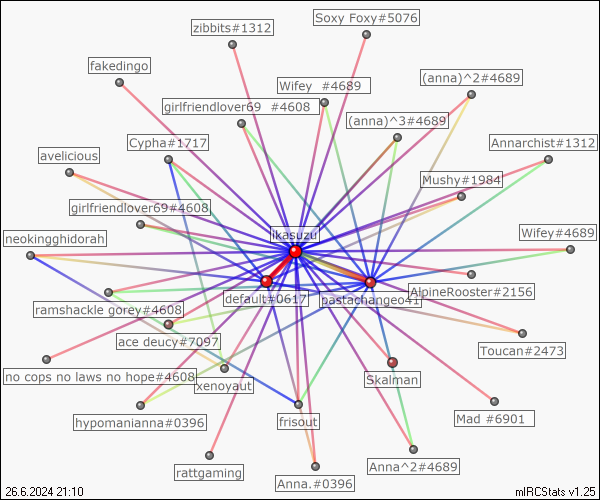 Soxy Foxy#5076
zibbits#1312
fakedingo
(anna)^2#4689
Wifey  #4689
girlfriendlover69  #4608
(anna)^3#4689
Cypha#1717
Annarchist#1312
avelicious
Mushy#1984
girlfriendlover69#4608
ikasuzu
Wifey#4689
neokingghidorah
default#0617
pastachangeo41
AlpineRooster#2156
ramshackle gorey#4608
ace deucy#7097
Toucan#2473
no cops no laws no hope#4608
xenoyaut
Skalman
hypomanianna#0396
frisout
Mad #6901
rattgaming
Anna^2#4689
Anna.#0396
26.6.2024 21:10
mIRCStats v1.25